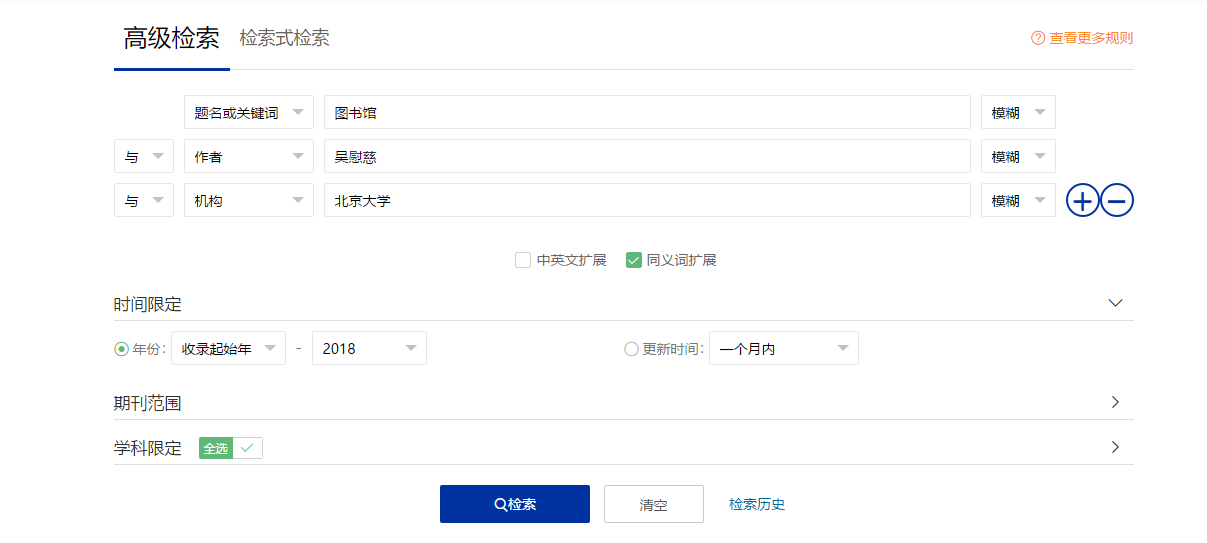 高级检索 检索式检索 查看更多规则
题名或关键词 图书馆 模糊
与 作者 吴慰慈 模糊
与 机构 北京大学 模糊
中英文扩展 同义词扩展
时间限定
年份: 收录起始年 - 2018 更新时间: 一个月内
期刊范围
学科限定 全选
检索 清空 检索历史